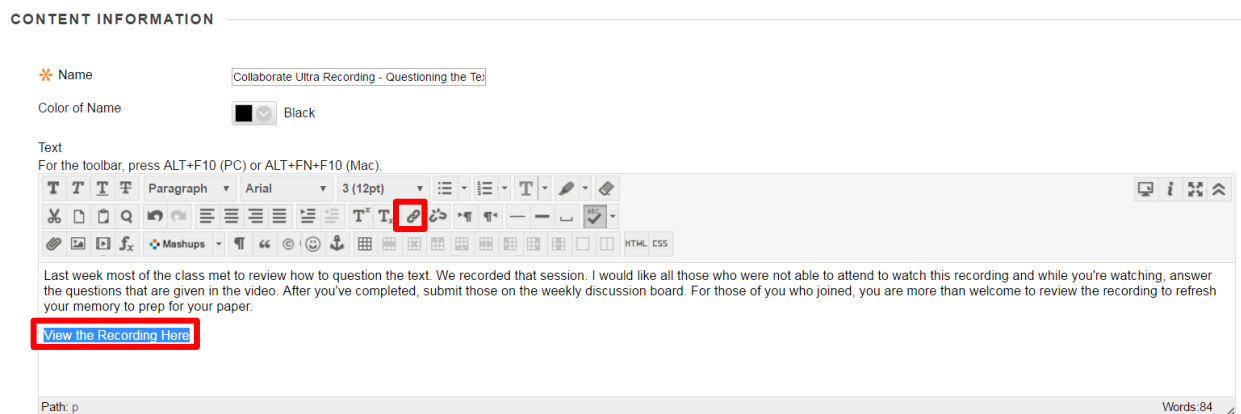 CONTENT INFORMATION
Name
Collaborate Ultra Recording - Questioning the Te
Color of Name
Black
Text
For the toolbar, press ALT+F10 (PC) or ALT+FN+F10 (Mac).
T T T T Paragraph Arial 3 (12pt) T i
Tx Tx ABC
fx Mashups ¶ “ © HTML CSS
Last week most of the class met to review how to question the text. We recorded that session. I would like all those who were not able to attend to watch this recording and while you're watching, answer
the questions that are given in the video. After you've completed, submit those on the weekly discussion board. For those of you who joined, you are more than welcome to review the recording to refresh
your memory to prep for your paper.
View the Recording Here
Path: p Words:84